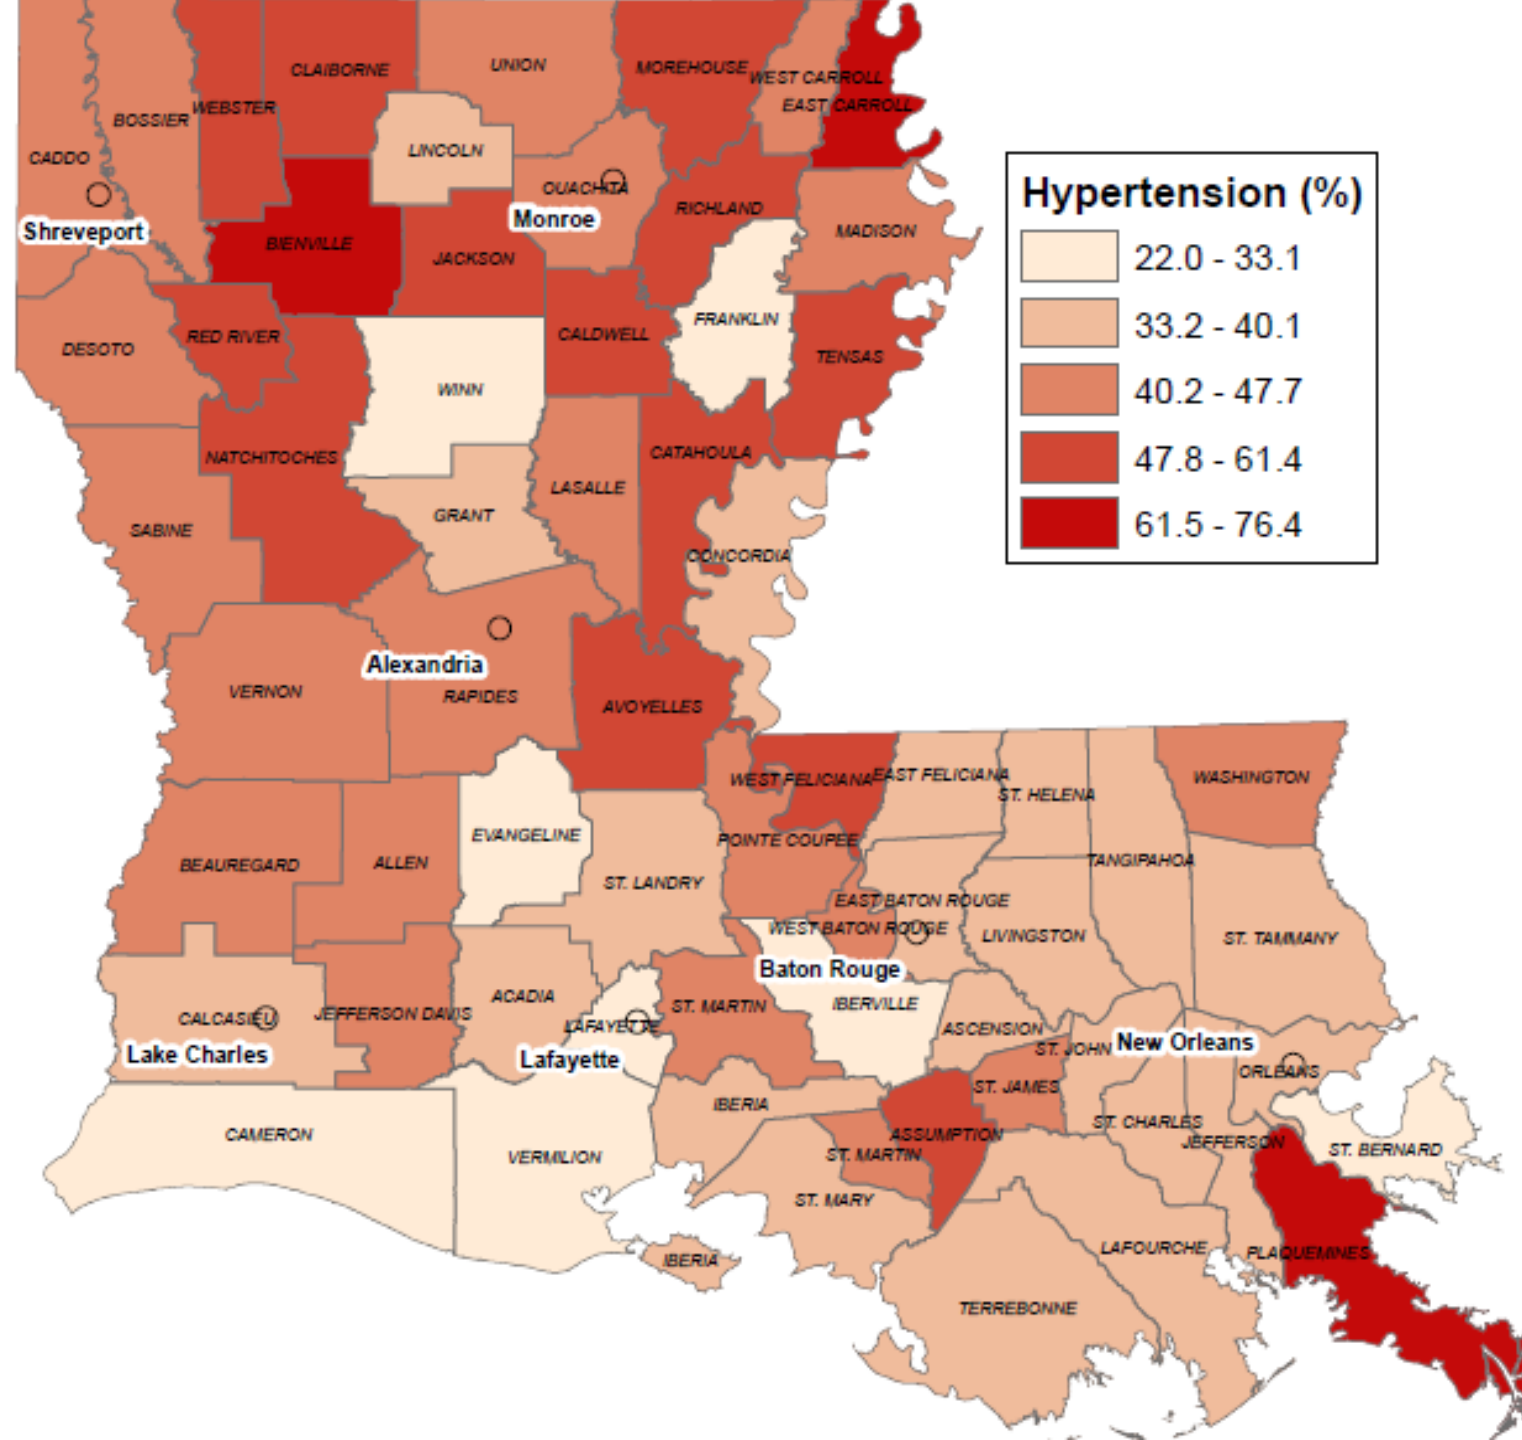 CLAIBORNE
UNION
MOREHOUSE
WEST CARROLL
EAST CARROLL
WEBSTER
BOSSIER
CADDO
LINCOLN
OUACHITA
Shreveport
Monroe
RICHLAND
MADISON
BIENVILLE
JACKSON
Hypertension (%)
22.0 - 33.1
33.2 - 40.1
40.2 - 47.7
47.8 - 61.4
61.5 - 76.4
FRANKLIN
RED RIVER
CALDWELL
DESOTO
TENSAS
WINN
NATCHITOCHES
CATAHOULA
LASALLE
GRANT
SABINE
CONCORDIA
Alexandria
VERNON
RAPIDES
AVOYELLES
WEST FELICIANA
EAST FELICIANA
ST. HELENA
WASHINGTON
EVANGELINE
POINTE COUPEE
BEAUREGARD
ALLEN
TANGIPAHOA
ST. LANDRY
EAST BATON ROUGE
WEST BATON ROUGE
LIVINGSTON
ST. TAMMANY
Baton Rouge
ACADIA
ST. MARTIN
IBERVILLE
CALCASIEU
JEFFERSON DAVIS
LAFAYETTE
ASCENSION
Lake Charles
Lafayette
ST. JOHN
New Orleans
ORLEANS
ST. JAMES
IBERIA
ST. CHARLES
CAMERON
VERMILION
ASSUMPTION
ST. MARTIN
JEFFERSON
ST. BERNARD
ST. MARY
LAFOURCHE
PLAQUEMINES
IBERIA
TERREBONNE